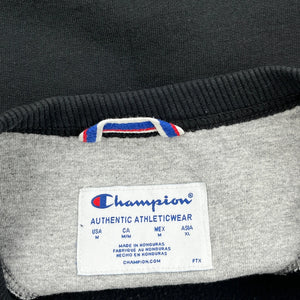 Champion
AUTHENTIC ATHLETICWEAR
USA CA MEX ASIA
M M/M M XL
MADE IN HONDURAS
FABRIQUÉ AU HONDURAS
HECHO EN HONDURAS
CHAMPION.COM FTX